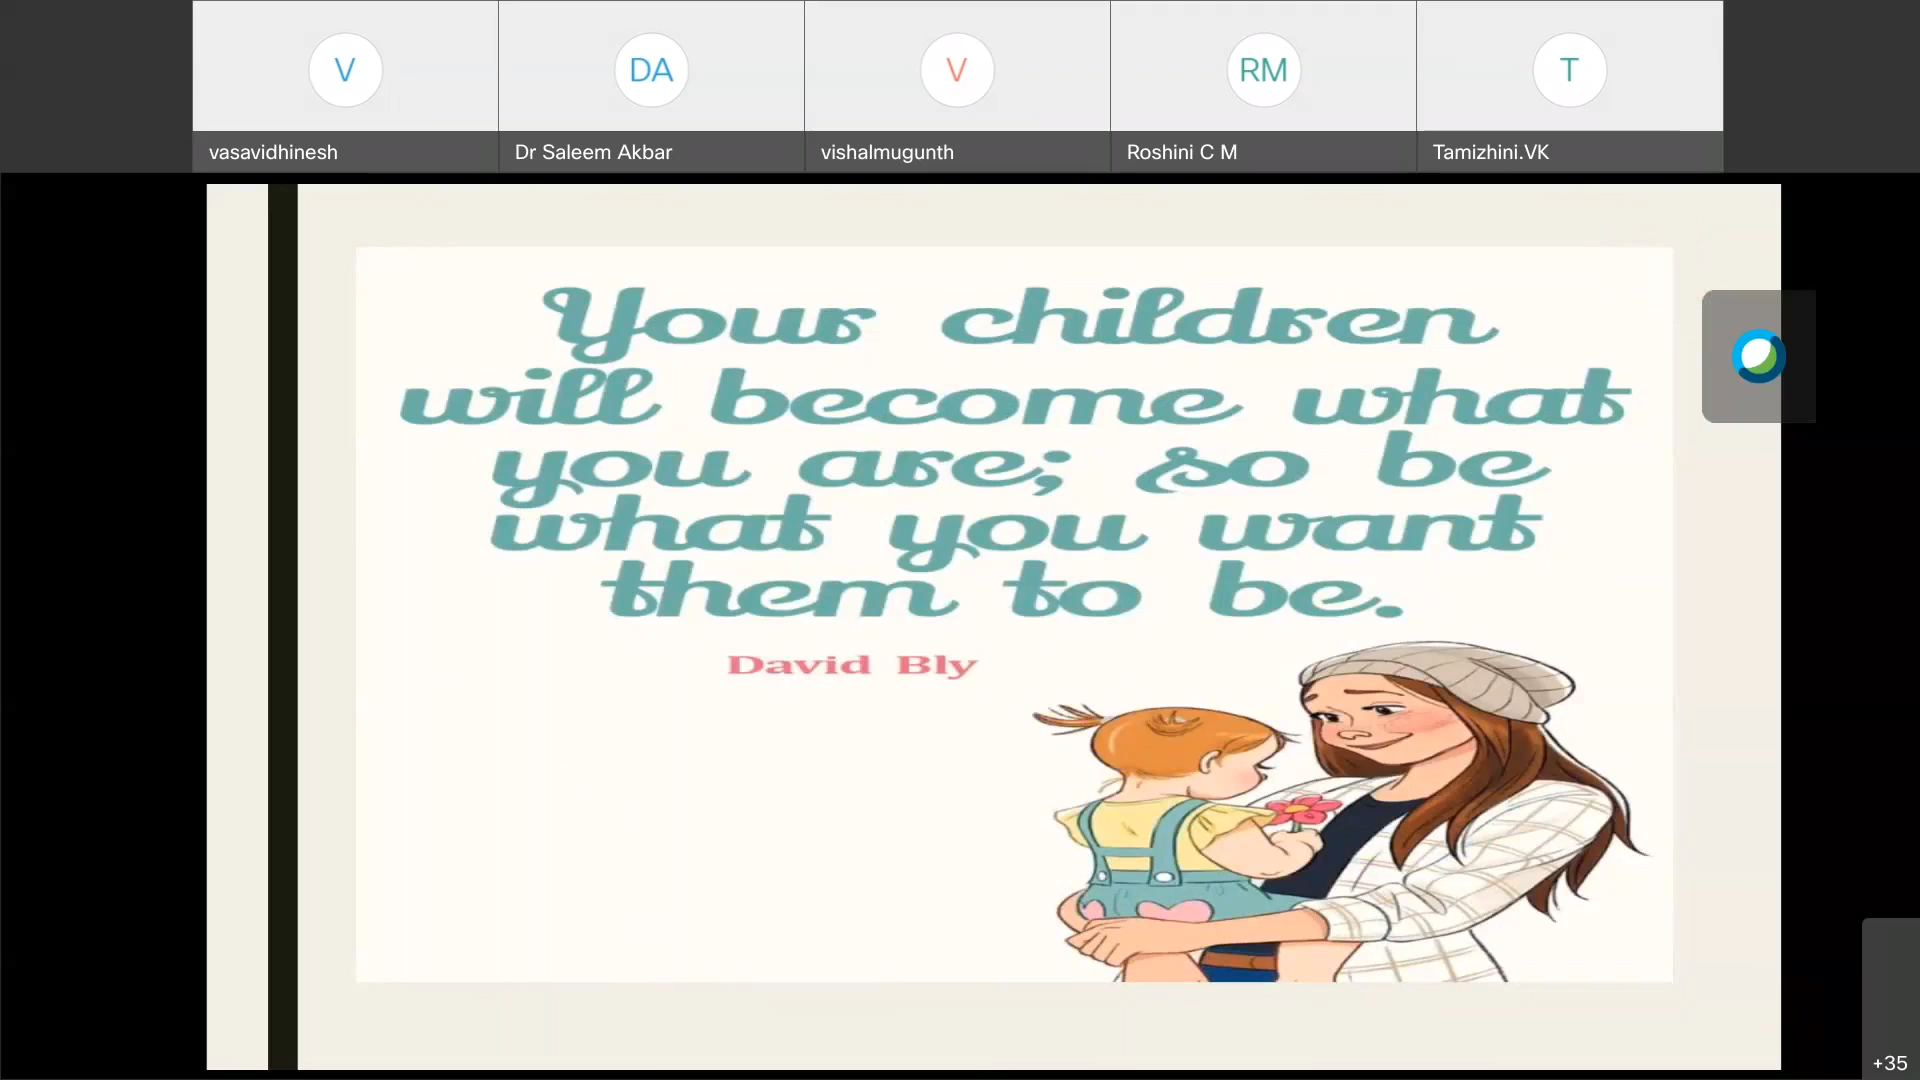 V
DA
V
RM
T
vasavidhinesh
Dr Saleem Akbar
vishalmugunth
Roshini C M
Tamizhini.VK
Your children
will become what
you are; so be
what you want
them to be.
David Bly
+35